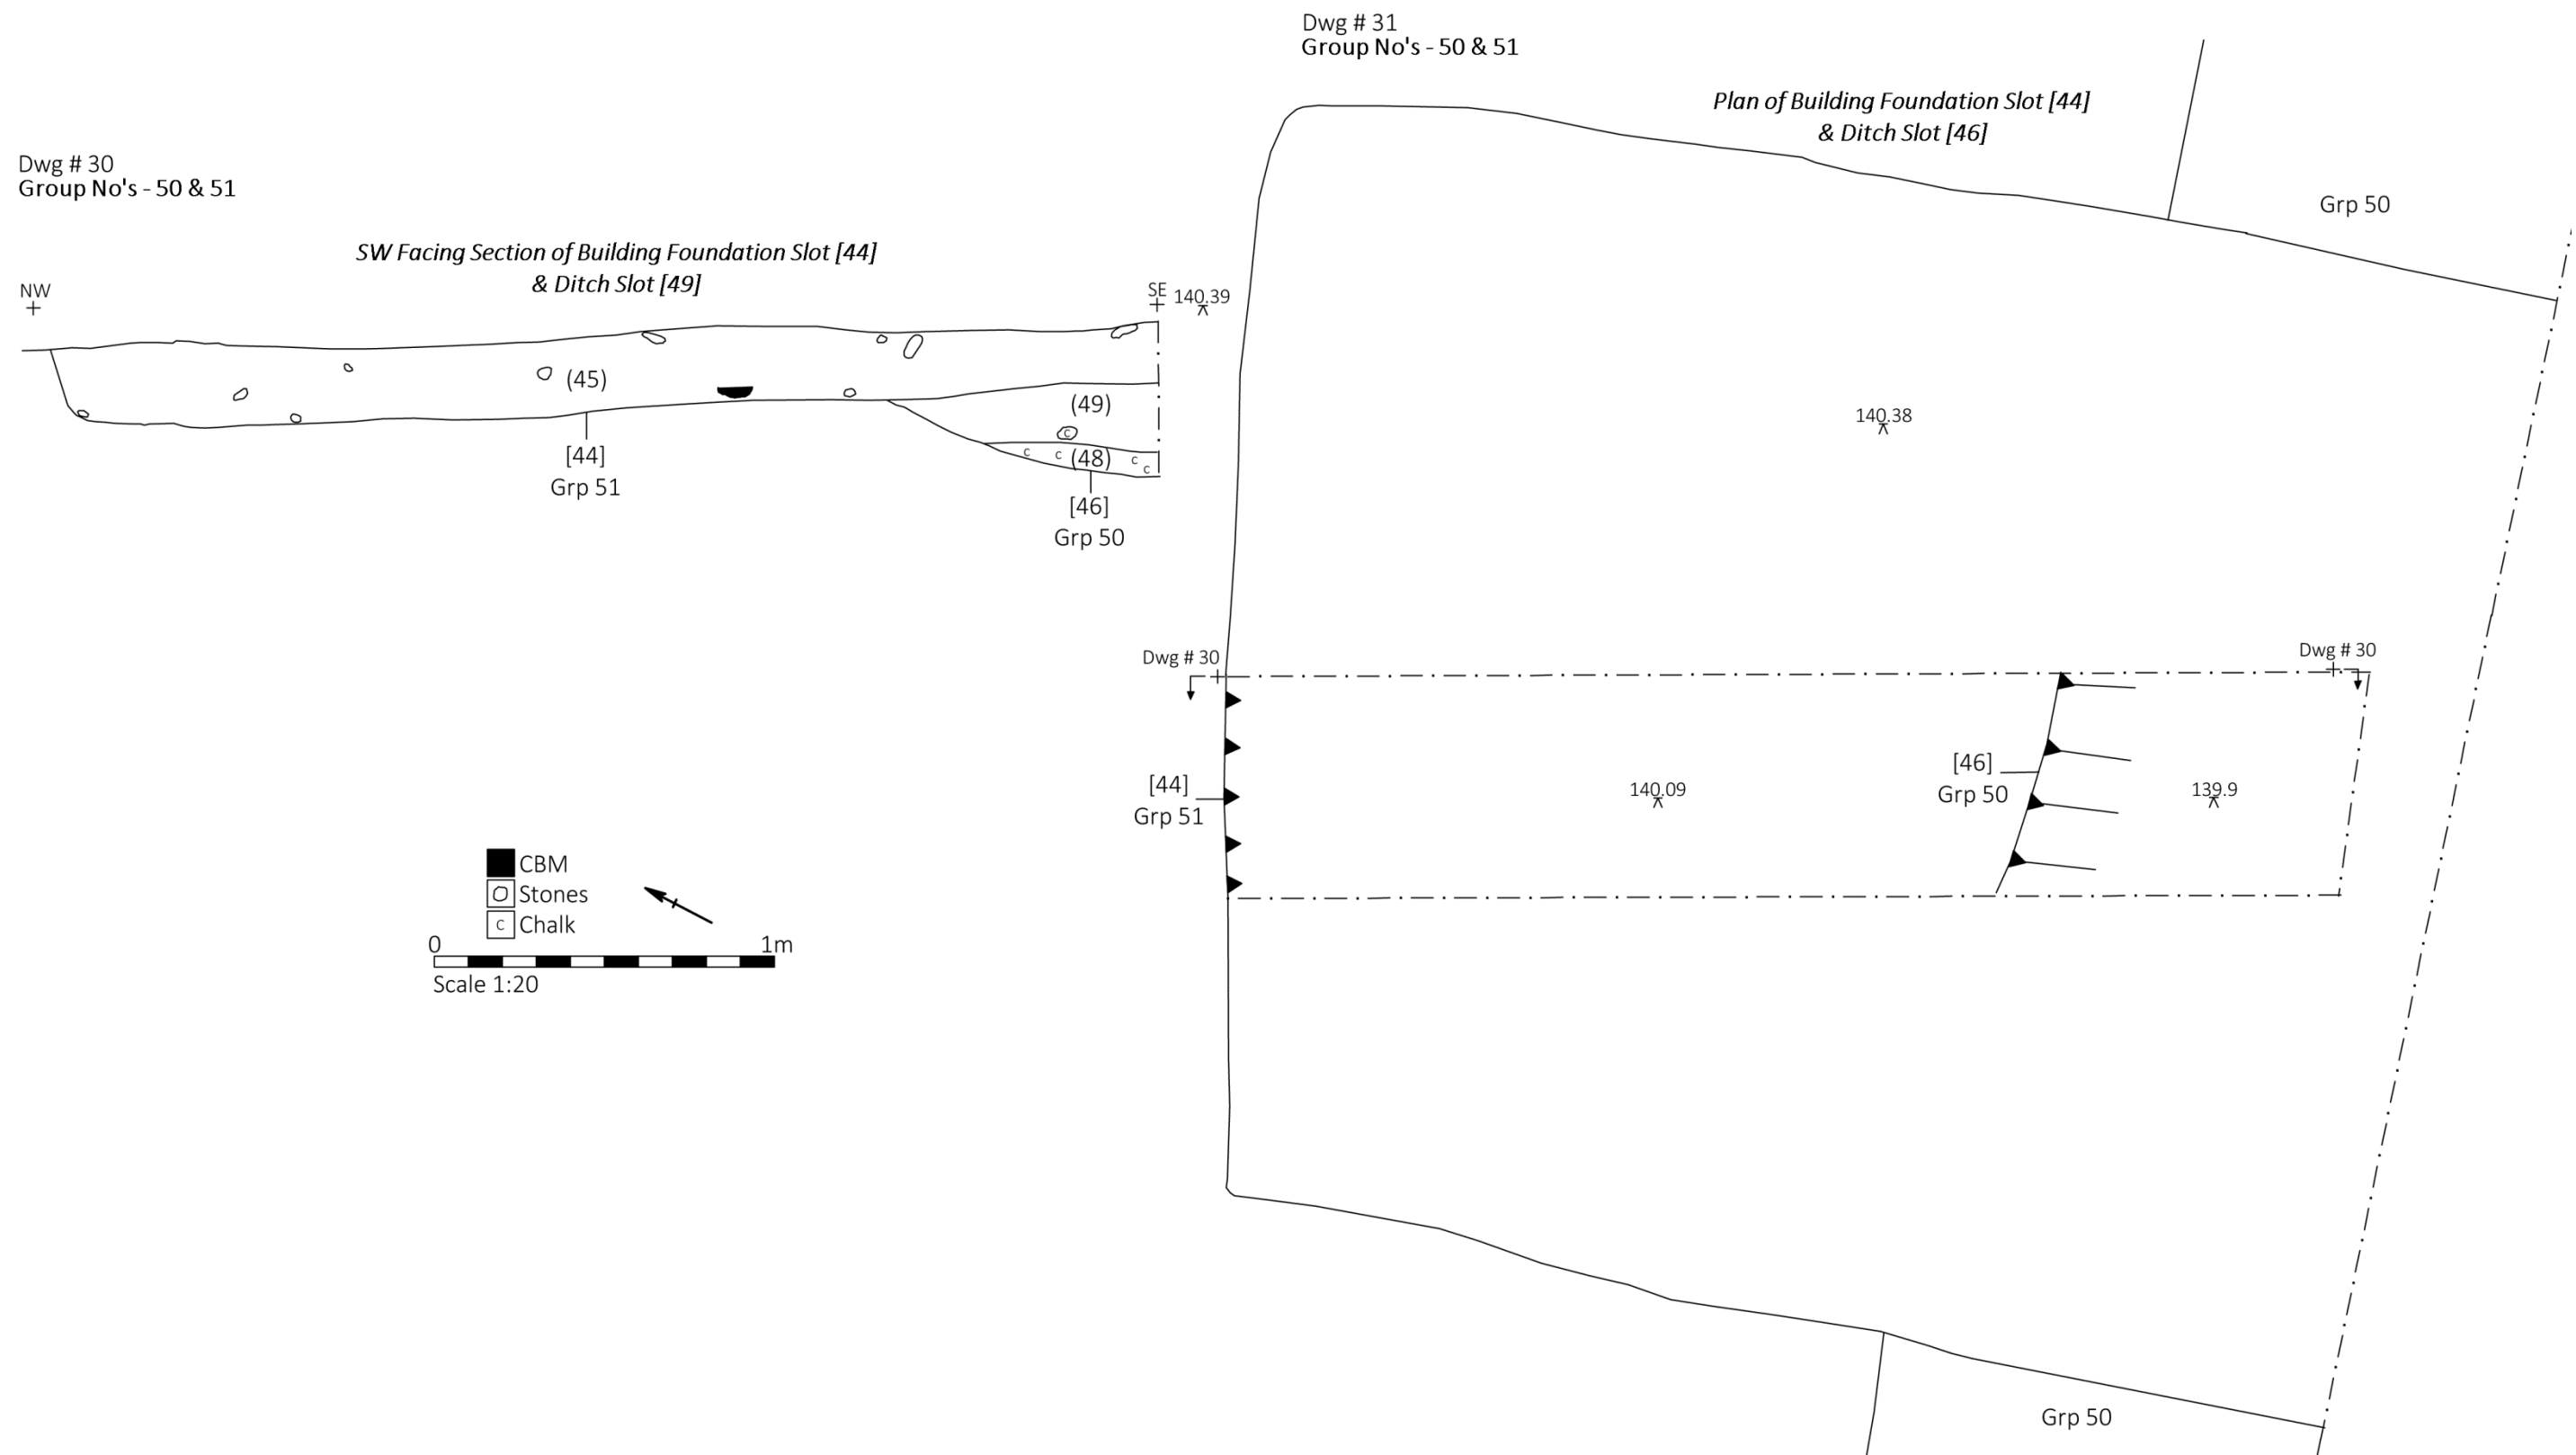 Dwg # 30
Group No's - 50 & 51
SW Facing Section of Building Foundation Slot [44]
& Ditch Slot [49]
NW
SE
140.39
(45)
(49)
c
c
c
(48)
c
c
[44]
Grp 51
[46]
Grp 50
CBM
Stones
c
Chalk
0
1m
Scale 1:20
Dwg # 31
Group No's - 50 & 51
Plan of Building Foundation Slot [44]
& Ditch Slot [46]
Grp 50
140.38
Dwg # 30
Dwg # 30
[44]
Grp 51
140.09
[46]
Grp 50
139.9
Grp 50